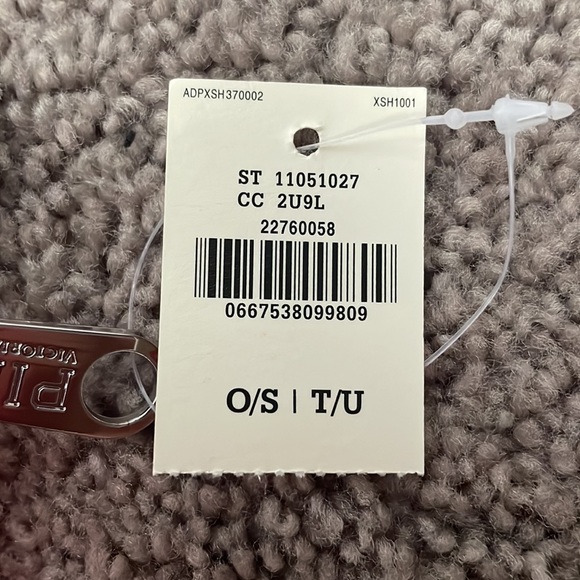 ADPXSH370002
XSH1001
ST 11051027
CC 2U9L
22760058
0667538099809
O/S | T/U